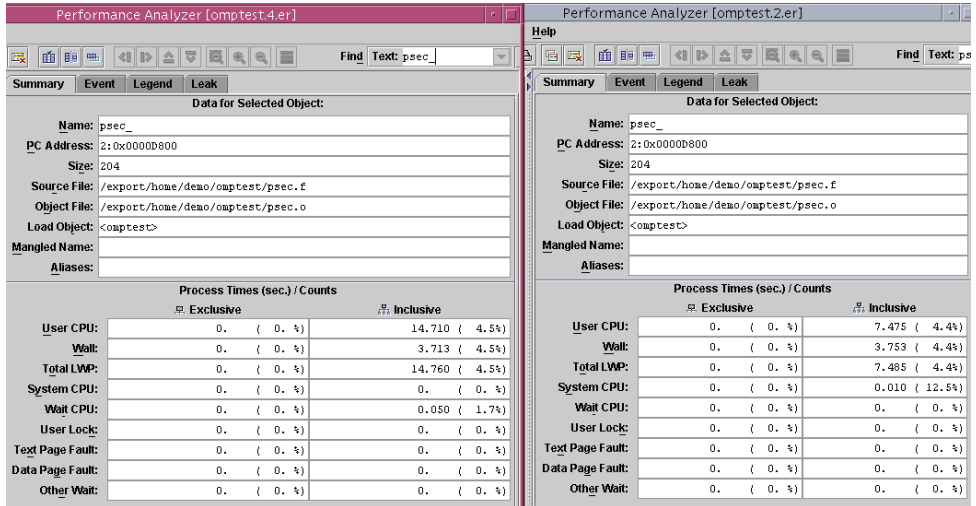 Performance Analyzer [omptest.4.er]
Find Text: psec_
Summary Event Legend Leak
Data for Selected Object:
Name: psec_
PC Address: 2:0x0000D800
Size: 204
Source File: /export/home/demo/omptest/psec.f
Object File: /export/home/demo/omptest/psec.o
Load Object: <omptest>
Mangled Name:
Aliases:
Process Times (sec.) / Counts
Exclusive Inclusive
User CPU: 0. ( 0. %) 14.710 ( 4.5%)
Wall: 0. ( 0. %) 3.713 ( 4.5%)
Total LWP: 0. ( 0. %) 14.760 ( 4.5%)
System CPU: 0. ( 0. %) 0. ( 0. %)
Wait CPU: 0. ( 0. %) 0.050 ( 1.7%)
User Lock: 0. ( 0. %) 0. ( 0. %)
Text Page Fault: 0. ( 0. %) 0. ( 0. %)
Data Page Fault: 0. ( 0. %) 0. ( 0. %)
Other Wait: 0. ( 0. %) 0. ( 0. %)
Performance Analyzer [omptest.2.er]
Help
Find Text: ps
Summary Event Legend Leak
Data for Selected Object:
Name: psec_
PC Address: 2:0x0000D800
Size: 204
Source File: /export/home/demo/omptest/psec.f
Object File: /export/home/demo/omptest/psec.o
Load Object: <omptest>
Mangled Name:
Aliases:
Process Times (sec.) / Counts
Exclusive Inclusive
User CPU: 0. ( 0. %) 7.475 ( 4.4%)
Wall: 0. ( 0. %) 3.753 ( 4.4%)
Total LWP: 0. ( 0. %) 7.485 ( 4.4%)
System CPU: 0. ( 0. %) 0.010 ( 12.5%)
Wait CPU: 0. ( 0. %) 0. ( 0. %)
User Lock: 0. ( 0. %) 0. ( 0. %)
Text Page Fault: 0. ( 0. %) 0. ( 0. %)
Data Page Fault: 0. ( 0. %) 0. ( 0. %)
Other Wait: 0. ( 0. %) 0. ( 0. %)